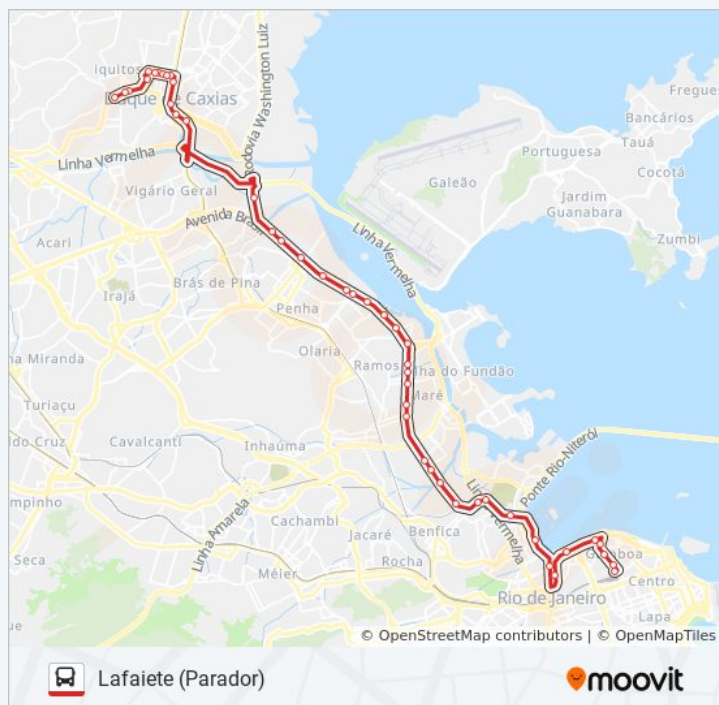 iquitos
Duque de Caxias
Rodovia Washington Luiz
Linha Vermelha
Vigário Geral
Avenida Brasil
Acari
Irajá
Brás de Pina
Penha
Olaria
Ramos
Ilha do Fundão
Maré
Galeão
Linha Vermelha
Portuguesa
Jardim
Guanabara
Fregue
Bancários
Tauá
Cocotá
Zumbi
ha Miranda
Turiaçu
ldo Cruz
Cavalcanti
Inhaúma
mpinho
Linha Amarela
Cachambi
Jacaré
Benfica
Linha Vermelha
Ponte Rio-Niterói
Seca
Méier
Rocha
Gamboa
Centro
Rio de Janeiro
Lapa
ue
© OpenStreetMap contributors | © OpenMapTiles
Lafaiete (Parador)
moovit